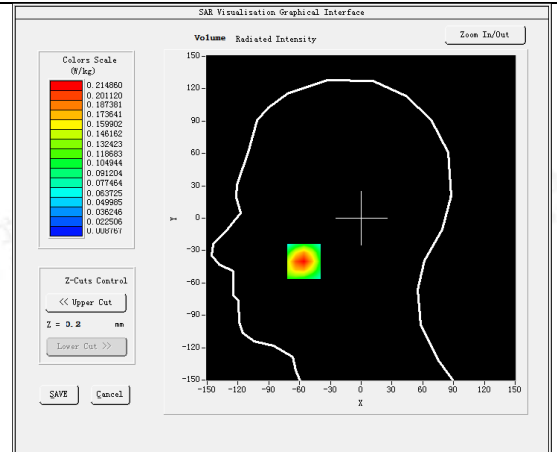 SAR Visualisation Graphical Interface
Volume Radiated Intensity
Zoom In/Out
Colors Scale
(W/kg)
0.214860
0.201120
0.187381
0.173641
0.159902
0.146162
0.132423
0.118683
0.104944
0.091204
0.077464
0.063725
0.049985
0.036246
0.022506
0.008767
Z-Cuts Control
<< Upper Cut
Z = 0.2 mm
Lower Cut >>
SAVE Cancel
150
120
90
60
30
0
-30
-60
-90
-120
-150
Y
-150 -120 -90 -60 -30 0 30 60 90 120 150
X